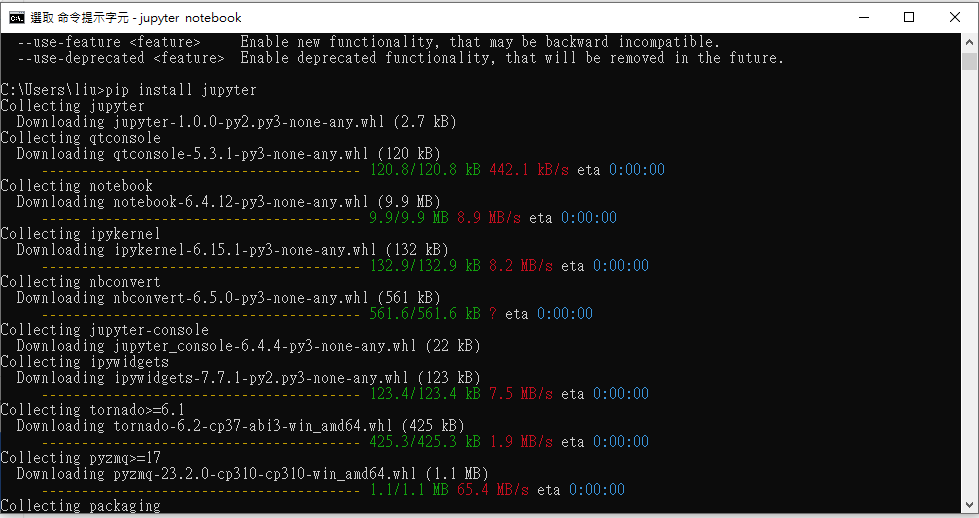 選取 命令提示字元 - jupyter notebook
--use-feature <feature>     Enable new functionality, that may be backward incompatible.
--use-deprecated <feature>  Enable deprecated functionality, that will be removed in the future.
C:\Users\liu>pip install jupyter
Collecting jupyter
  Downloading jupyter-1.0.0-py2.py3-none-any.whl (2.7 kB)
Collecting qtconsole
  Downloading qtconsole-5.3.1-py3-none-any.whl (120 kB)
     ---------------------------------------- 120.8/120.8 kB 442.1 kB/s eta 0:00:00
Collecting notebook
  Downloading notebook-6.4.12-py3-none-any.whl (9.9 MB)
     ---------------------------------------- 9.9/9.9 MB 8.9 MB/s eta 0:00:00
Collecting ipykernel
  Downloading ipykernel-6.15.1-py3-none-any.whl (132 kB)
     ---------------------------------------- 132.9/132.9 kB 8.2 MB/s eta 0:00:00
Collecting nbconvert
  Downloading nbconvert-6.5.0-py3-none-any.whl (561 kB)
     ---------------------------------------- 561.6/561.6 kB ? eta 0:00:00
Collecting jupyter-console
  Downloading jupyter_console-6.4.4-py3-none-any.whl (22 kB)
Collecting ipywidgets
  Downloading ipywidgets-7.7.1-py2.py3-none-any.whl (123 kB)
     ---------------------------------------- 123.4/123.4 kB 7.5 MB/s eta 0:00:00
Collecting tornado>=6.1
  Downloading tornado-6.2-cp37-abi3-win_amd64.whl (425 kB)
     ---------------------------------------- 425.3/425.3 kB 1.9 MB/s eta 0:00:00
Collecting pyzmq>=17
  Downloading pyzmq-23.2.0-cp310-cp310-win_amd64.whl (1.1 MB)
     ---------------------------------------- 1.1/1.1 MB 65.4 MB/s eta 0:00:00
Collecting packaging